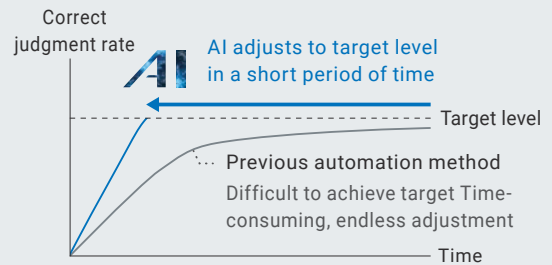 Correct
judgment rate
AI
AI adjusts to target level
in a short period of time
Target level
Previous automation method
Difficult to achieve target Time-
consuming, endless adjustment
Time